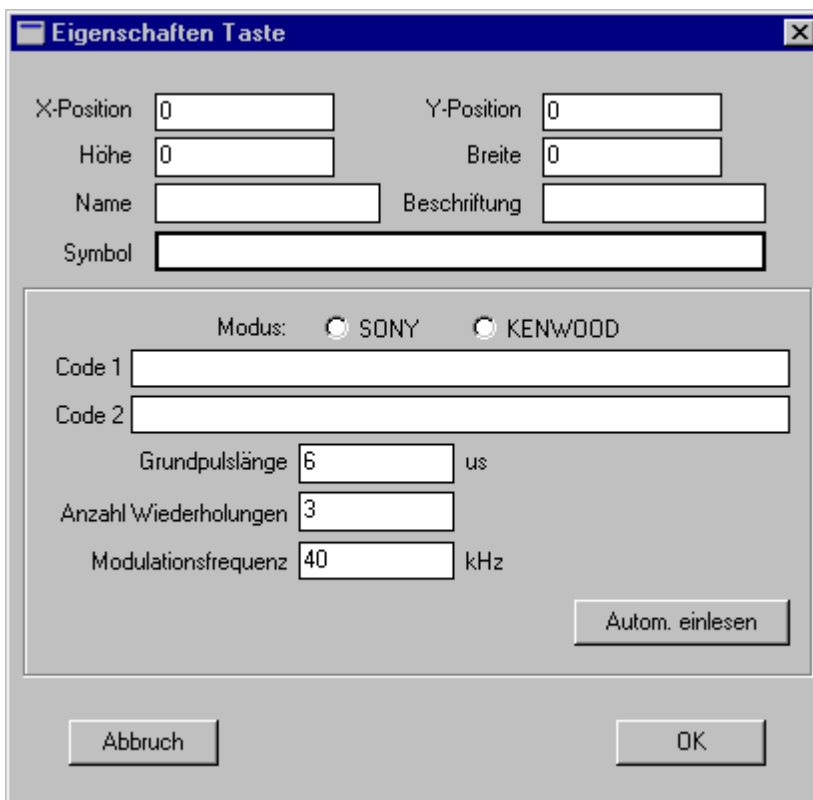 Eigenschaften Taste
X-Position 0 Y-Position 0
Höhe 0 Breite 0
Name Beschriftung
Symbol
Modus: SONY KENWOOD
Code 1
Code 2
Grundpulslänge 6 us
Anzahl Wiederholungen 3
Modulationsfrequenz 40 kHz
Autom. einlesen
Abbruch OK